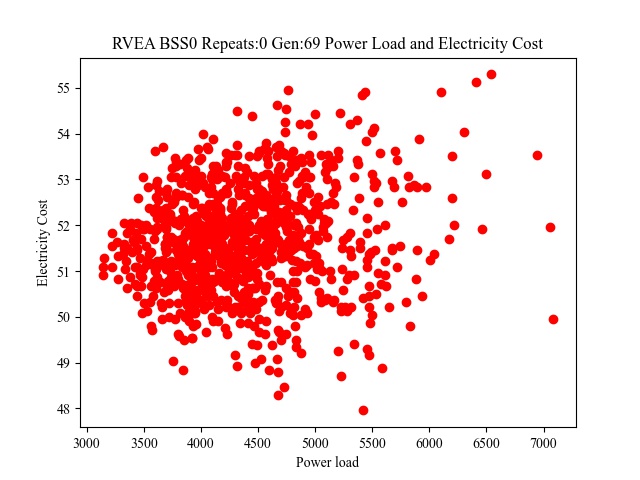 RVEA BSS0 Repeats:0 Gen:69 Power Load and Electricity Cost
55
54
53
52
51
50
49
48
Electricity Cost
3000 3500 4000 4500 5000 5500 6000 6500 7000
Power load